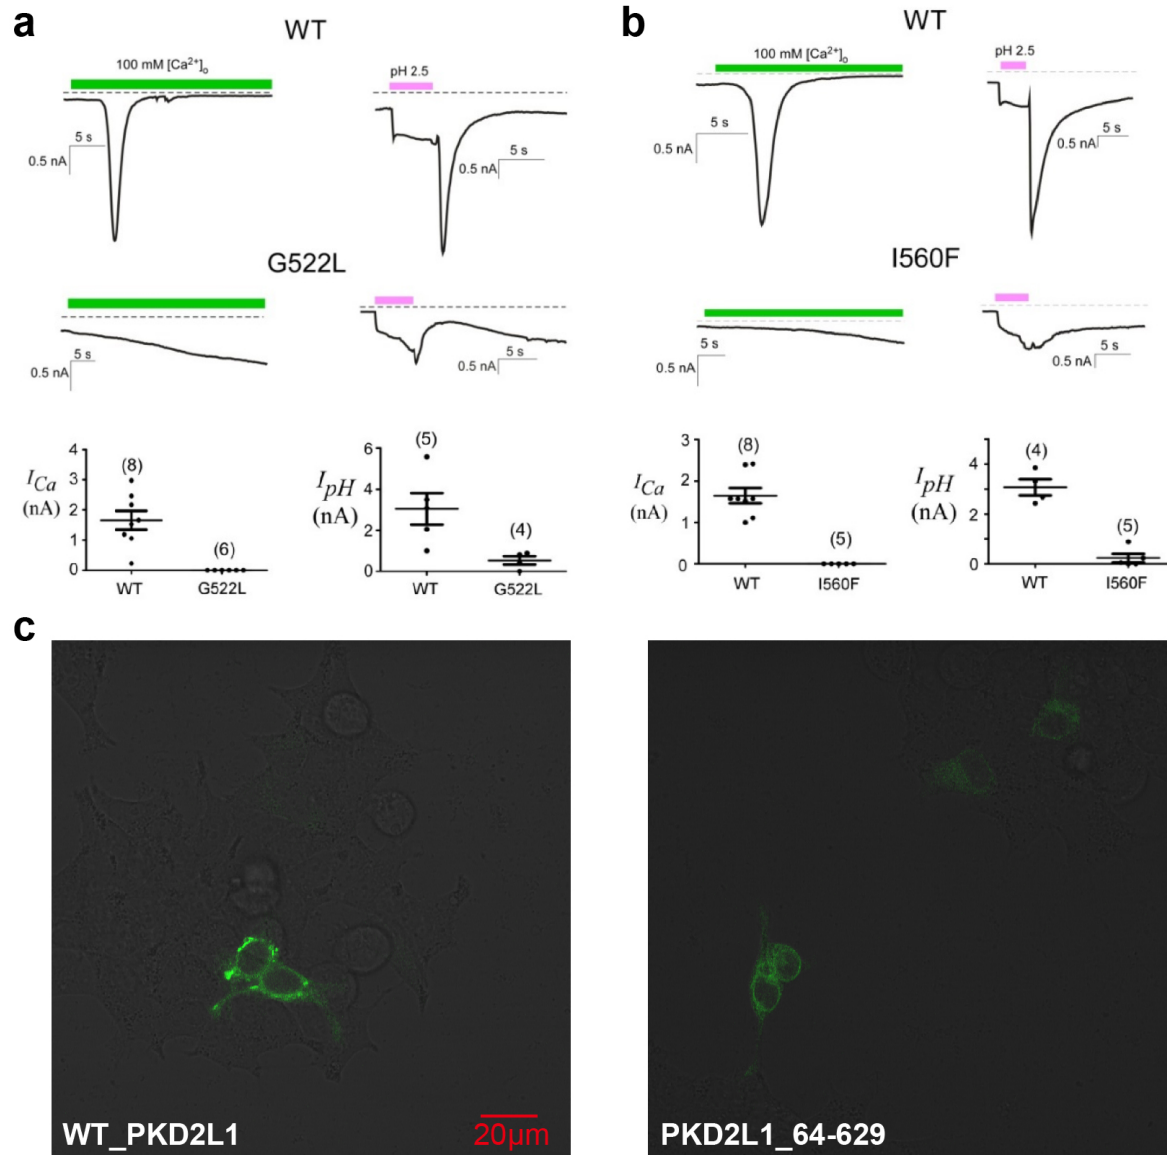 a
WT
100 mM [Ca²⁺]ₒ
pH 2.5
5 s
0.5 nA
5 s
0.5 nA
G522L
5 s
0.5 nA
5 s
0.5 nA
I_Ca
(nA)
4
3
2
1
0
(8)
(6)
WT
G522L
I_pH
(nA)
6
4
2
0
(5)
(4)
WT
G522L
b
WT
100 mM [Ca²⁺]ₒ
pH 2.5
5 s
0.5 nA
5 s
0.5 nA
I560F
5 s
0.5 nA
5 s
0.5 nA
I_Ca
(nA)
3
2
1
0
(8)
(5)
WT
I560F
I_pH
(nA)
4
2
0
(4)
(5)
WT
I560F
c
WT_PKD2L1
20µm
PKD2L1_64-629